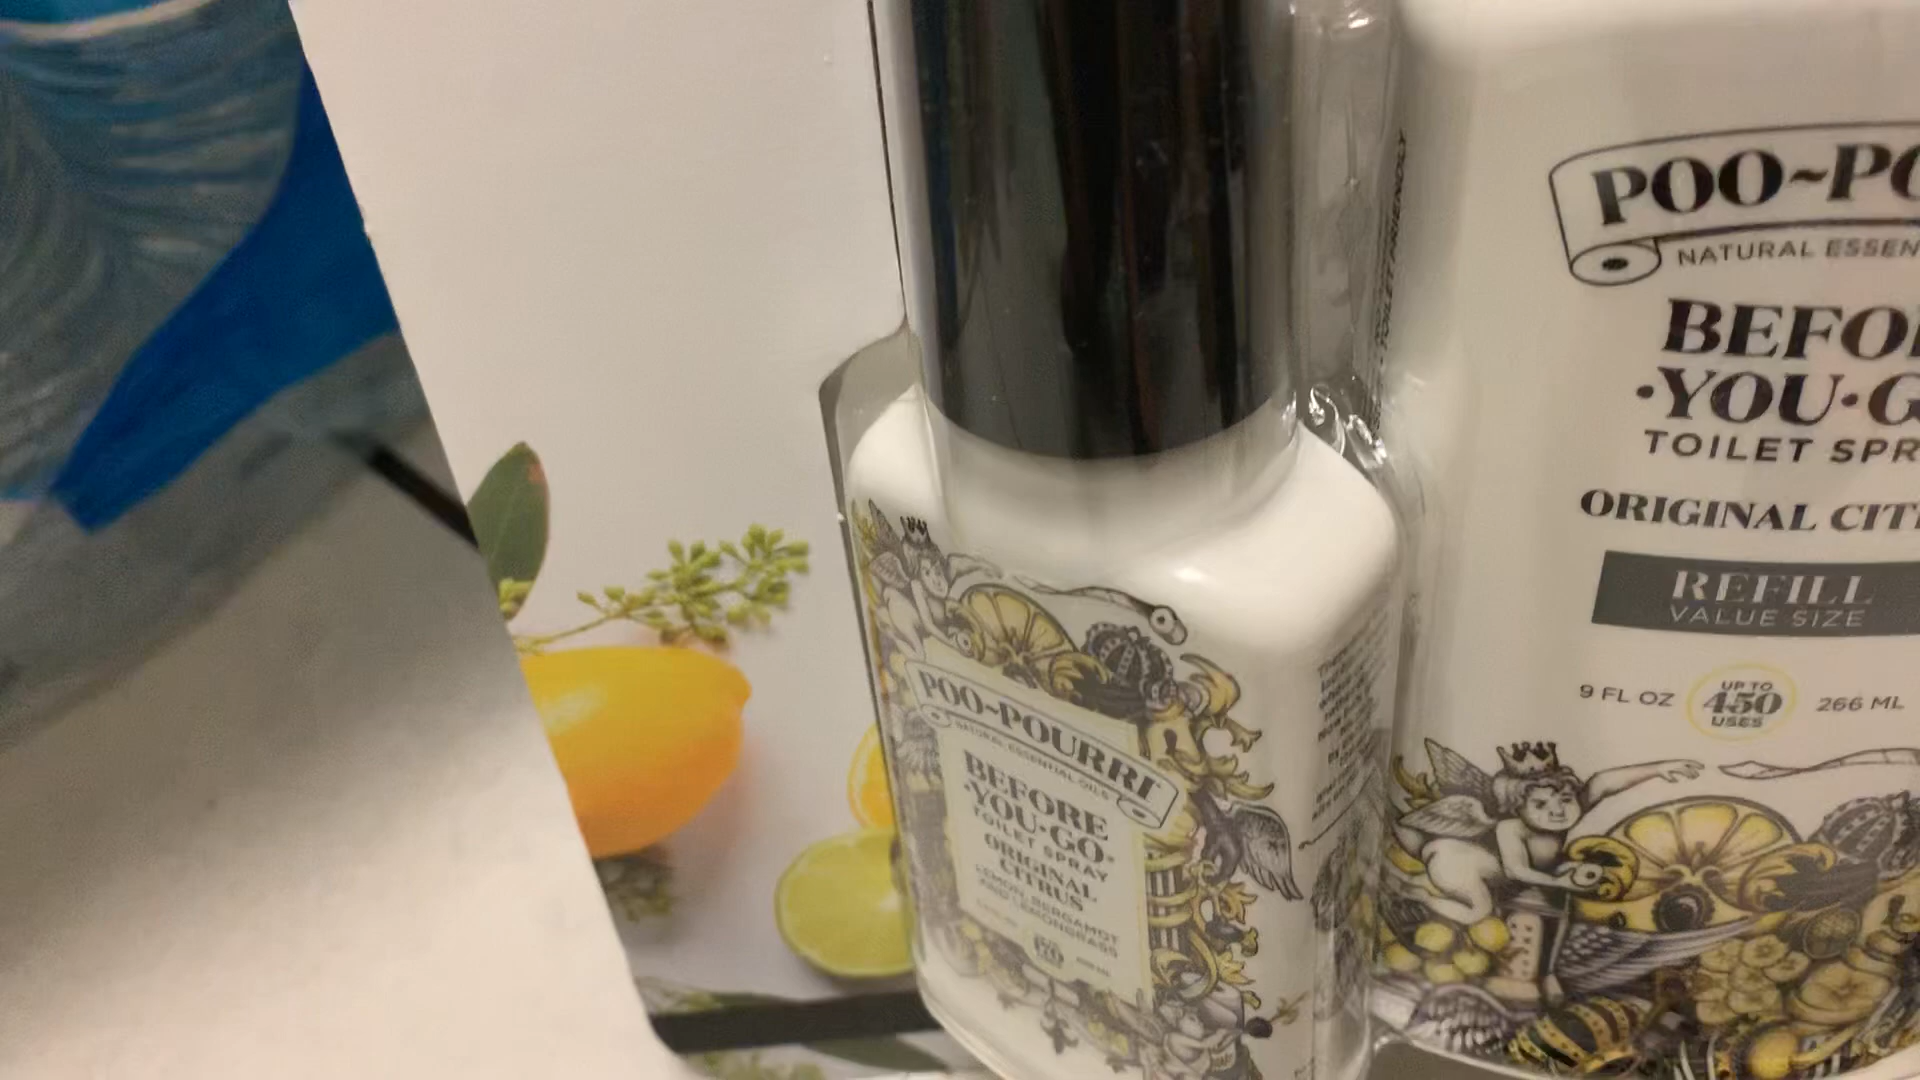 POO~POURRI
NATURAL ESSENTIAL OILS
BEFORE
·YOU·GO·
TOILET SPRAY
ORIGINAL
CITRUS
LEMON, BERGAMOT
AND LEMONGRASS
POO~PO
NATURAL ESSEN
BEFO
·YOU·G
TOILET SPR
ORIGINAL CIT
REFILL
VALUE SIZE
9 FL OZ
UP TO
450
USES
266 ML